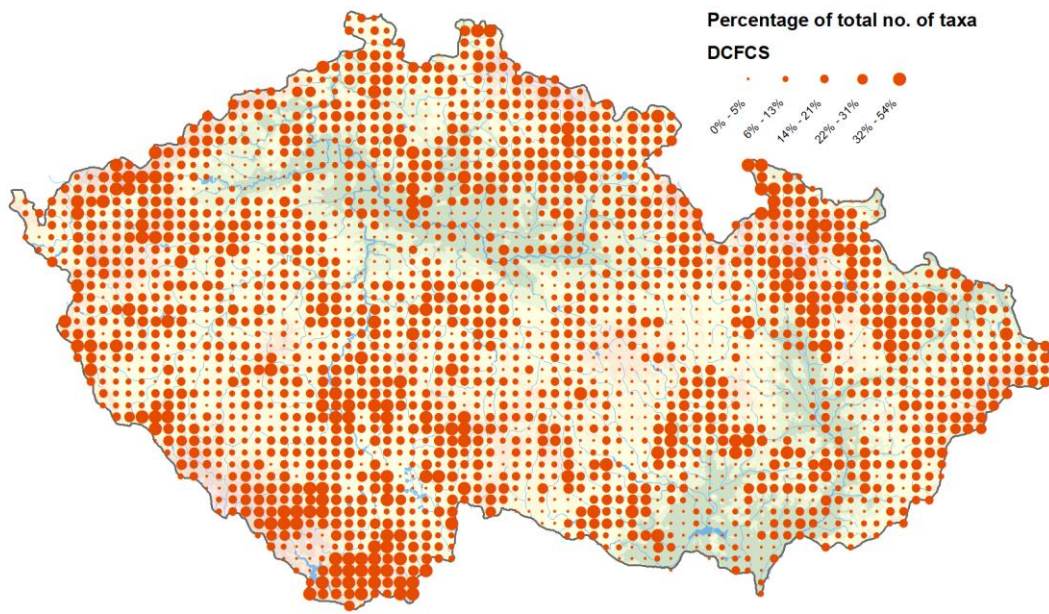 Percentage of total no. of taxa
DCFCS
0% - 5%
6% - 13%
14% - 21%
22% - 31%
32% - 54%